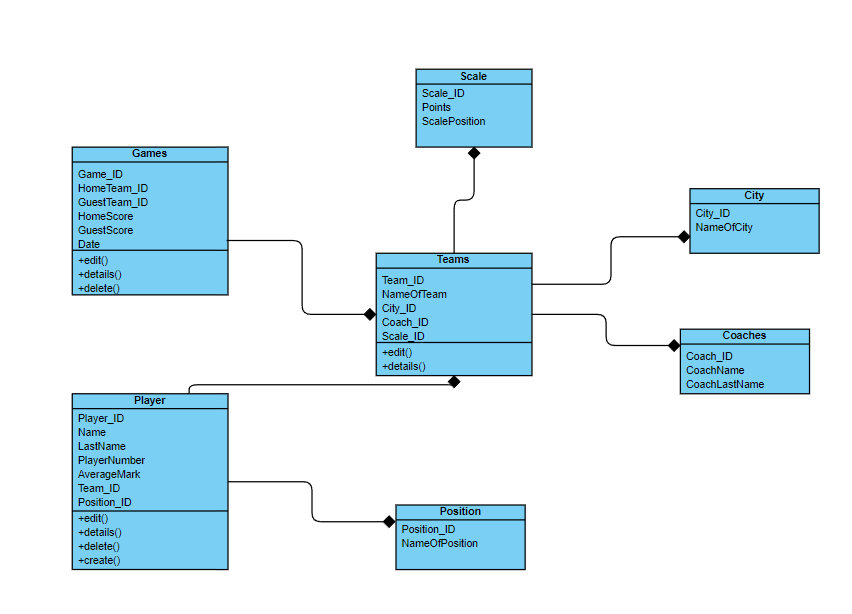 Scale
Scale_ID
Points
ScalePosition
Games
Game_ID
HomeTeam_ID
GuestTeam_ID
HomeScore
GuestScore
Date
+edit()
+details()
+delete()
City
City_ID
NameOfCity
Teams
Team_ID
NameOfTeam
City_ID
Coach_ID
Scale_ID
+edit()
+details()
Coaches
Coach_ID
CoachName
CoachLastName
Player
Player_ID
Name
LastName
PlayerNumber
AverageMark
Team_ID
Position_ID
+edit()
+details()
+delete()
+create()
Position
Position_ID
NameOfPosition